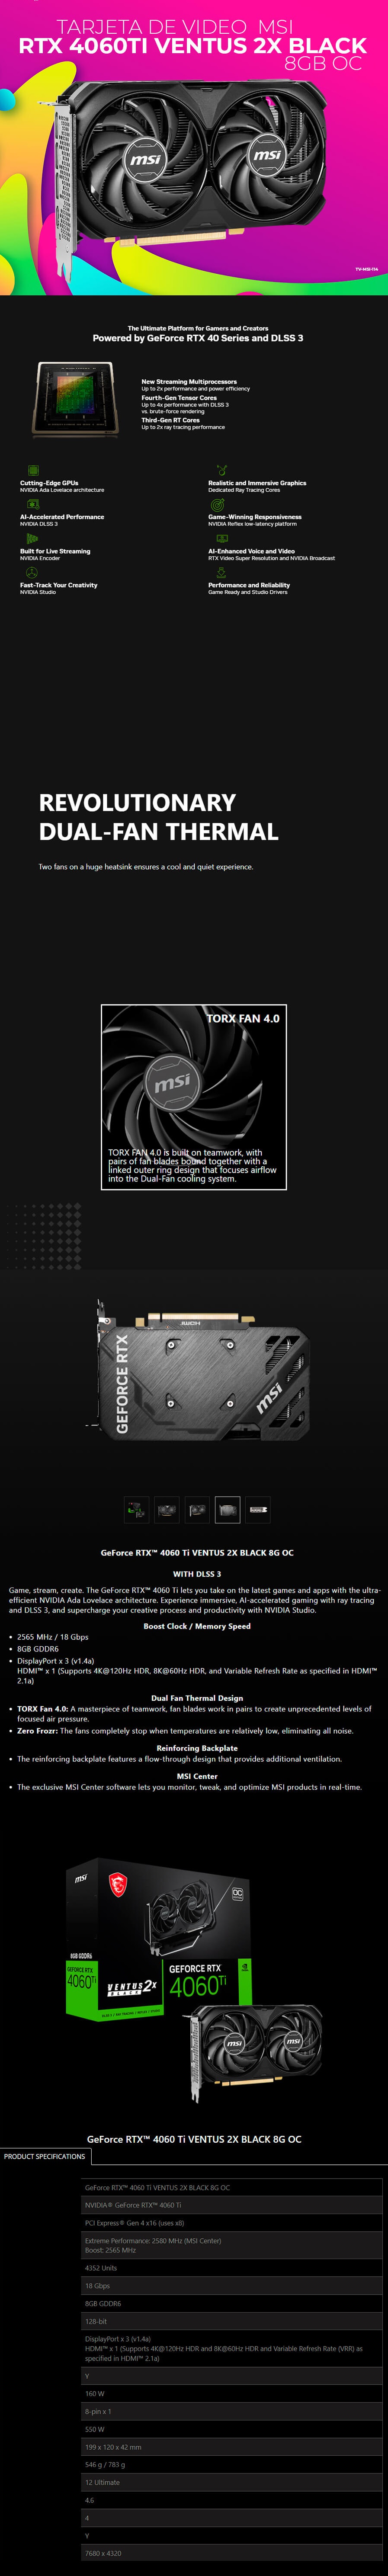 TARJETA DE VIDEO MSI
RTX 4060TI VENTUS 2X BLACK
8GB OC
msi
msi
TV-MSI-114
The Ultimate Platform for Gamers and Creators
Powered by GeForce RTX 40 Series and DLSS 3
New Streaming Multiprocessors
Up to 2x performance and power efficiency
Fourth-Gen Tensor Cores
Up to 4x performance with DLSS 3
vs. brute-force rendering
Third-Gen RT Cores
Up to 2x ray tracing performance
Cutting-Edge GPUs
NVIDIA Ada Lovelace architecture
Realistic and Immersive Graphics
Dedicated Ray Tracing Cores
AI-Accelerated Performance
NVIDIA DLSS 3
Game-Winning Responsiveness
NVIDIA Reflex low-latency platform
Built for Live Streaming
NVIDIA Encoder
AI-Enhanced Voice and Video
RTX Video Super Resolution and NVIDIA Broadcast
Fast-Track Your Creativity
NVIDIA Studio
Performance and Reliability
Game Ready and Studio Drivers
REVOLUTIONARY
DUAL-FAN THERMAL
Two fans on a huge heatsink ensures a cool and quiet experience.
TORX FAN 4.0
msi
TORX FAN 4.0 is built on teamwork, with
pairs of fan blades bound together with a
linked outer ring design that focuses airflow
into the Dual-Fan cooling system.
GEFORCE RTX
msi
GeForce RTX™ 4060 Ti VENTUS 2X BLACK 8G OC
WITH DLSS 3
Game, stream, create. The GeForce RTX™ 4060 Ti lets you take on the latest games and apps with the ultra-
efficient NVIDIA Ada Lovelace architecture. Experience immersive, AI-accelerated gaming with ray tracing
and DLSS 3, and supercharge your creative process and productivity with NVIDIA Studio.
Boost Clock / Memory Speed
• 2565 MHz / 18 Gbps
• 8GB GDDR6
• DisplayPort x 3 (v1.4a)
HDMI™ x 1 (Supports 4K@120Hz HDR, 8K@60Hz HDR, and Variable Refresh Rate as specified in HDMI™
2.1a)
Dual Fan Thermal Design
• TORX Fan 4.0: A masterpiece of teamwork, fan blades work in pairs to create unprecedented levels of
focused air pressure.
• Zero Frozr: The fans completely stop when temperatures are relatively low, eliminating all noise.
Reinforcing Backplate
• The reinforcing backplate features a flow-through design that provides additional ventilation.
MSI Center
• The exclusive MSI Center software lets you monitor, tweak, and optimize MSI products in real-time.
msi
OC
8GB GDDR6
GEFORCE RTX
4060Ti
VENTUS 2X
BLACK
GEFORCE RTX
4060Ti
msi
msi
GeForce RTX™ 4060 Ti VENTUS 2X BLACK 8G OC
PRODUCT SPECIFICATIONS
GeForce RTX™ 4060 Ti VENTUS 2X BLACK 8G OC
NVIDIA® GeForce RTX™ 4060 Ti
PCI Express® Gen 4 x16 (uses x8)
Extreme Performance: 2580 MHz (MSI Center)
Boost: 2565 MHz
4352 Units
18 Gbps
8GB GDDR6
128-bit
DisplayPort x 3 (v1.4a)
HDMI™ x 1 (Supports 4K@120Hz HDR and 8K@60Hz HDR and Variable Refresh Rate (VRR) as
specified in HDMI™ 2.1a)
Y
160 W
8-pin x 1
550 W
199 x 120 x 42 mm
546 g / 783 g
12 Ultimate
4.6
4
Y
7680 x 4320